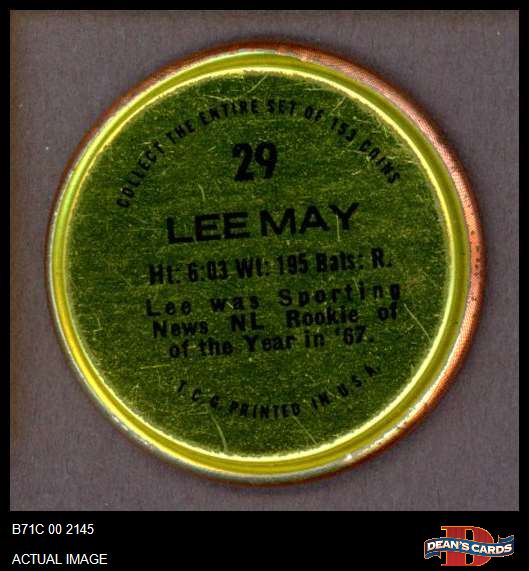 COLLECT THE ENTIRE SET OF 153 COINS
29
LEE MAY
Ht: 6:03 Wt: 195 Bats: R.
Lee was Sporting
News NL Rookie of
of the Year in '67.
T.C.G. PRINTED IN U.S.A.
B71C 00 2145
ACTUAL IMAGE
D
DEAN'S CARDS